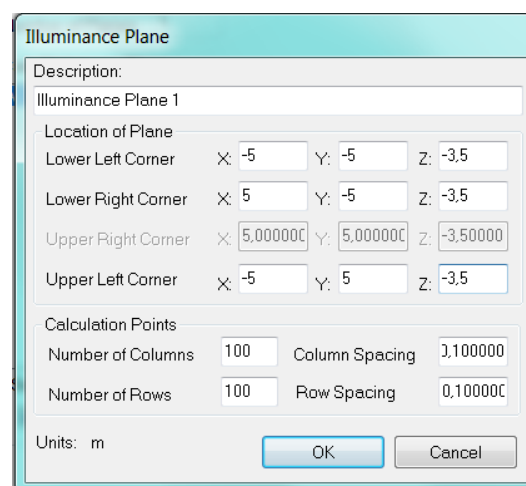 Illuminance Plane
Description:
Illuminance Plane 1
Location of Plane
Lower Left Corner X: -5 Y: -5 Z: -3,5
Lower Right Corner X: 5 Y: -5 Z: -3,5
Upper Right Corner X: 5,000000 Y: 5,000000 Z: -3,50000
Upper Left Corner X: -5 Y: 5 Z: -3,5
Calculation Points
Number of Columns 100 Column Spacing 0,100000
Number of Rows 100 Row Spacing 0,100000
Units: m OK Cancel